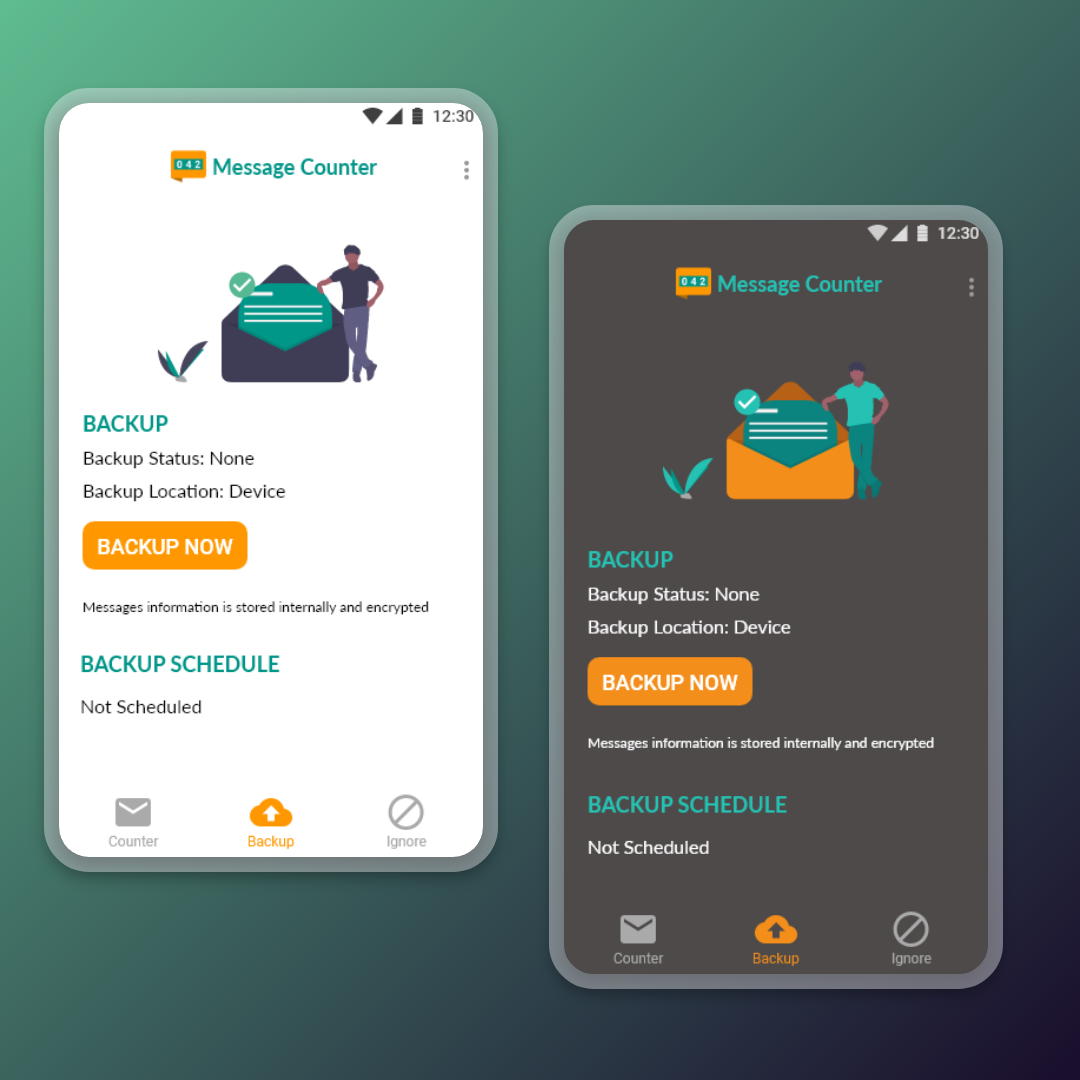 12:30
042 Message Counter
BACKUP
Backup Status: None
Backup Location: Device
BACKUP NOW
Messages information is stored internally and encrypted
BACKUP SCHEDULE
Not Scheduled
Counter Backup Ignore
12:30
042 Message Counter
BACKUP
Backup Status: None
Backup Location: Device
BACKUP NOW
Messages information is stored internally and encrypted
BACKUP SCHEDULE
Not Scheduled
Counter Backup Ignore